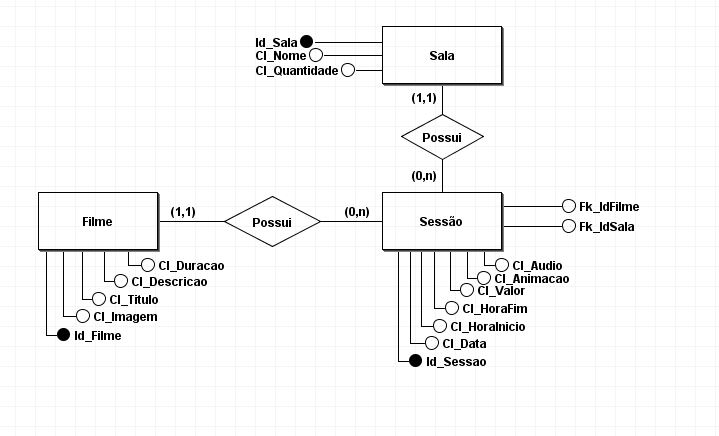 Id_Sala
Cl_Nome
Cl_Quantidade
Sala
(1,1)
Possui
(0,n)
Filme
(1,1)
Possui
(0,n)
Sessão
Fk_IdFilme
Fk_IdSala
Cl_Duracao
Cl_Descricao
Cl_Titulo
Cl_Imagem
Id_Filme
Cl_Audio
Cl_Animacao
Cl_Valor
Cl_HoraFim
Cl_HoraInicio
Cl_Data
Id_Sessao